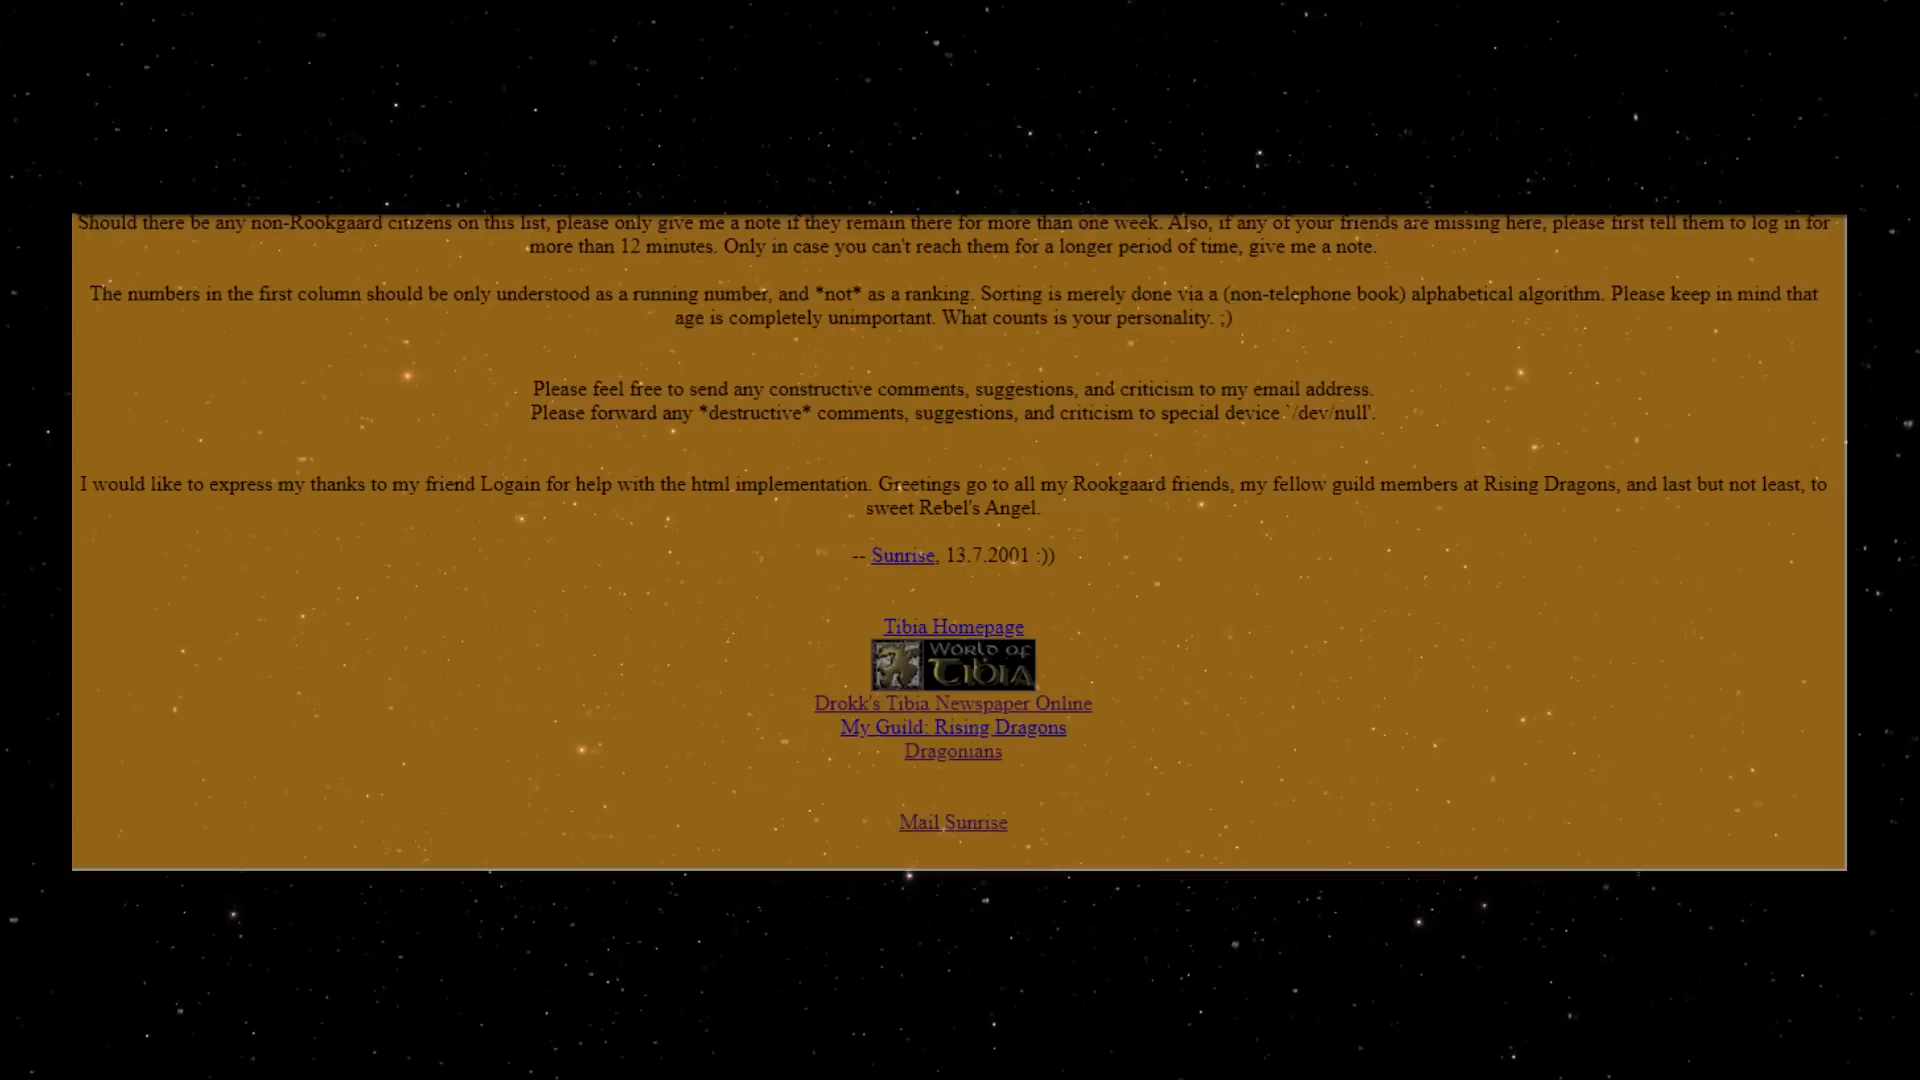 Should there be any non-Rookgaard citizens on this list, please only give me a note if they remain there for more than one week. Also, if any of your friends are missing here, please first tell them to log in for
more than 12 minutes. Only in case you can't reach them for a longer period of time, give me a note.
The numbers in the first column should be only understood as a running number, and *not* as a ranking. Sorting is merely done via a (non-telephone book) alphabetical algorithm. Please keep in mind that
age is completely unimportant. What counts is your personality. ;)
Please feel free to send any constructive comments, suggestions, and criticism to my email address.
Please forward any *destructive* comments, suggestions, and criticism to special device `/dev/null'.
I would like to express my thanks to my friend Logain for help with the html implementation. Greetings go to all my Rookgaard friends, my fellow guild members at Rising Dragons, and last but not least, to
sweet Rebel's Angel.
-- Sunrise, 13.7.2001 :))
Tibia Homepage
WORLD OF
TIBIA
Drokk's Tibia Newspaper Online
My Guild: Rising Dragons
Dragonians
Mail Sunrise